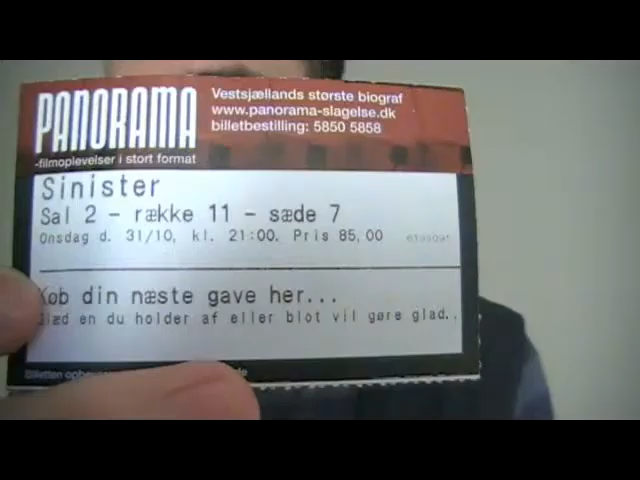 PANORAMA
-filmoplevelser i stort format
Vestsjællands største biograf
www.panorama-slagelse.dk
billetbestilling: 5850 5858
Sinister
Sal 2 - række 11 - sæde 7
Onsdag d. 31/10, kl. 21:00. Pris 85,00
Køb din næste gave her...
Glæd en du holder af eller blot vil gøre glad..
Billetten